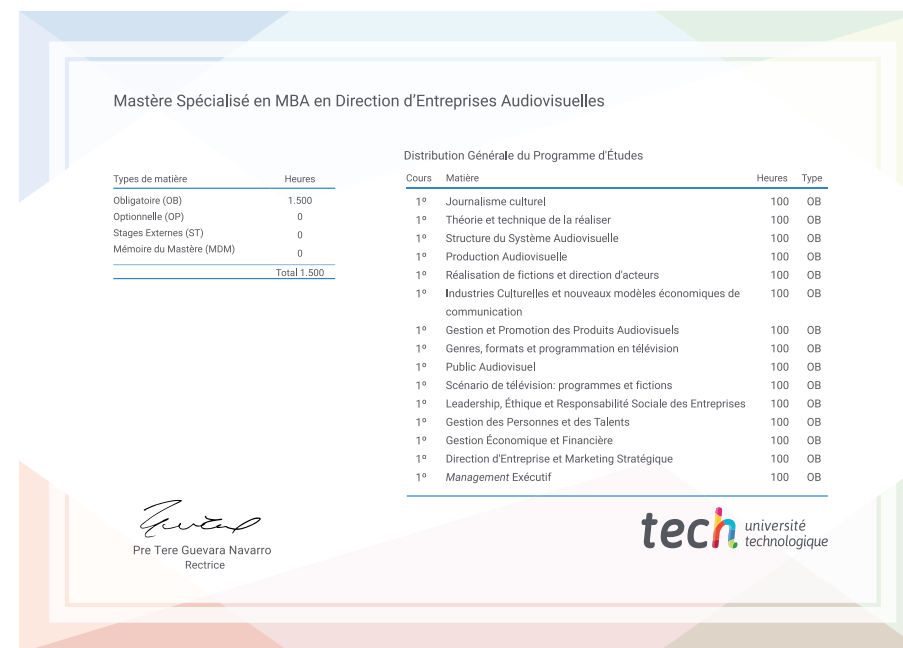 Mastère Spécialisé en MBA en Direction d'Entreprises Audiovisuelles
Types de matière Heures
Obligatoire (OB) 1.500
Optionnelle (OP) 0
Stages Externes (ST) 0
Mémoire du Mastère (MDM) 0
Total 1.500
Distribution Générale du Programme d'Études
Cours Matière Heures Type
1º Journalisme culturel 100 OB
1º Théorie et technique de la réaliser 100 OB
1º Structure du Système Audiovisuelle 100 OB
1º Production Audiovisuelle 100 OB
1º Réalisation de fictions et direction d'acteurs 100 OB
1º Industries Culturelles et nouveaux modèles économiques de 100 OB
communication
1º Gestion et Promotion des Produits Audiovisuels 100 OB
1º Genres, formats et programmation en télévision 100 OB
1º Public Audiovisuel 100 OB
1º Scénario de télévision: programmes et fictions 100 OB
1º Leadership, Éthique et Responsabilité Sociale des Entreprises 100 OB
1º Gestion des Personnes et des Talents 100 OB
1º Gestion Économique et Financière 100 OB
1º Direction d'Entreprise et Marketing Stratégique 100 OB
1º Management Exécutif 100 OB
Pre Tere Guevara Navarro
Rectrice
tech université
technologique